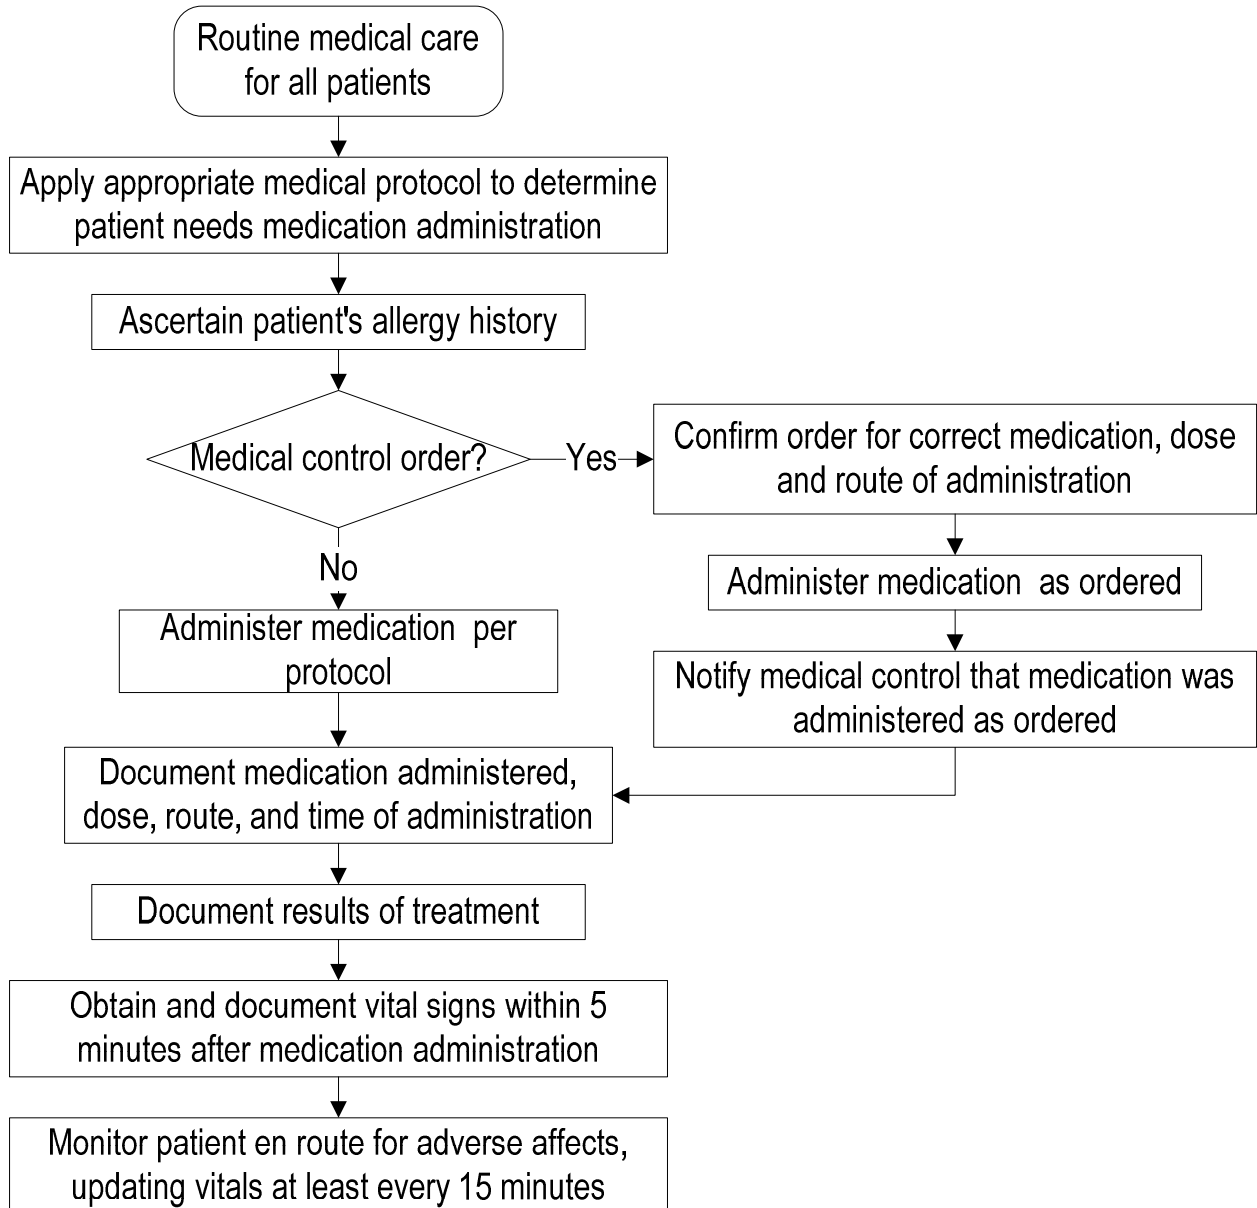 Routine medical care
for all patients
Apply appropriate medical protocol to determine
patient needs medication administration
Ascertain patient's allergy history
Medical control order?
Yes
Confirm order for correct medication, dose
and route of administration
Administer medication  as ordered
Notify medical control that medication was
administered as ordered
No
Administer medication  per
protocol
Document medication administered,
dose, route, and time of administration
Document results of treatment
Obtain and document vital signs within 5
minutes after medication administration
Monitor patient en route for adverse affects,
updating vitals at least every 15 minutes